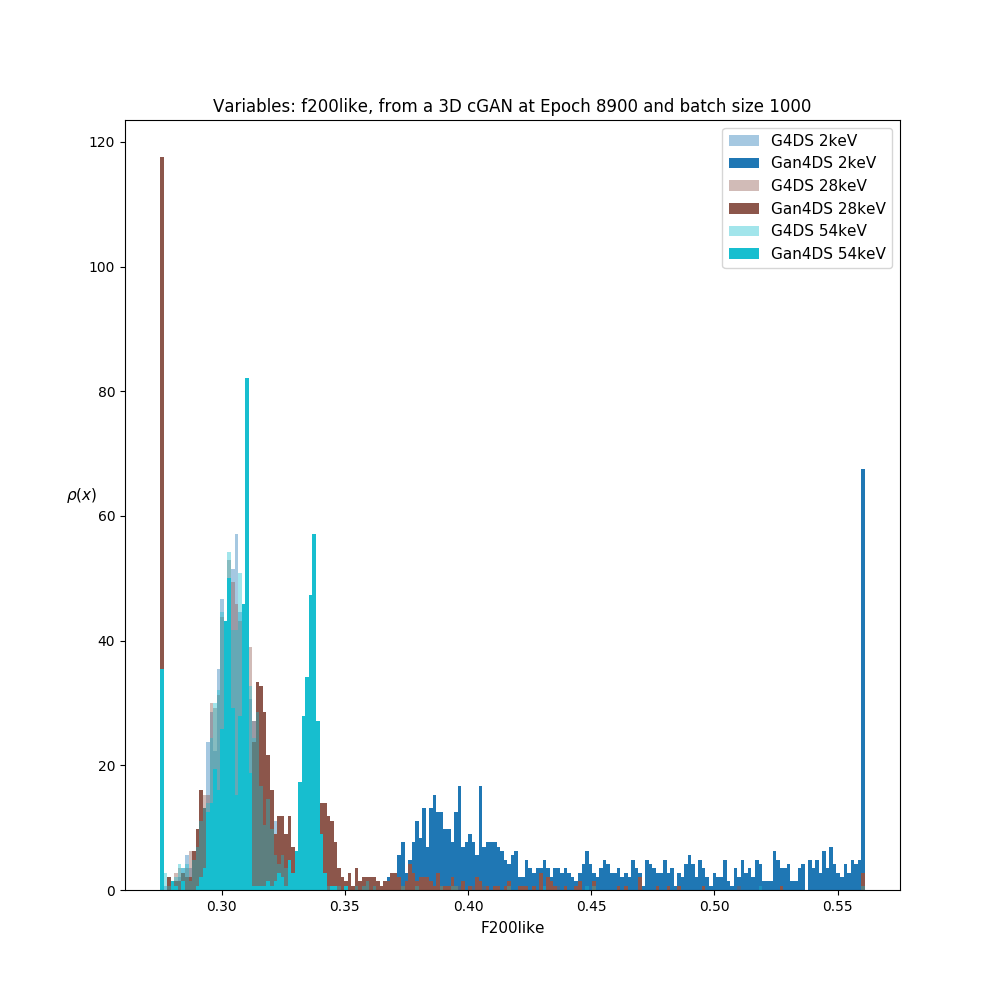 Variables: f200like, from a 3D cGAN at Epoch 8900 and batch size 1000
G4DS 2keV
Gan4DS 2keV
G4DS 28keV
Gan4DS 28keV
G4DS 54keV
Gan4DS 54keV
120
100
80
60
40
20
0
ρ(x)
0.30
0.35
0.40
0.45
0.50
0.55
F200like